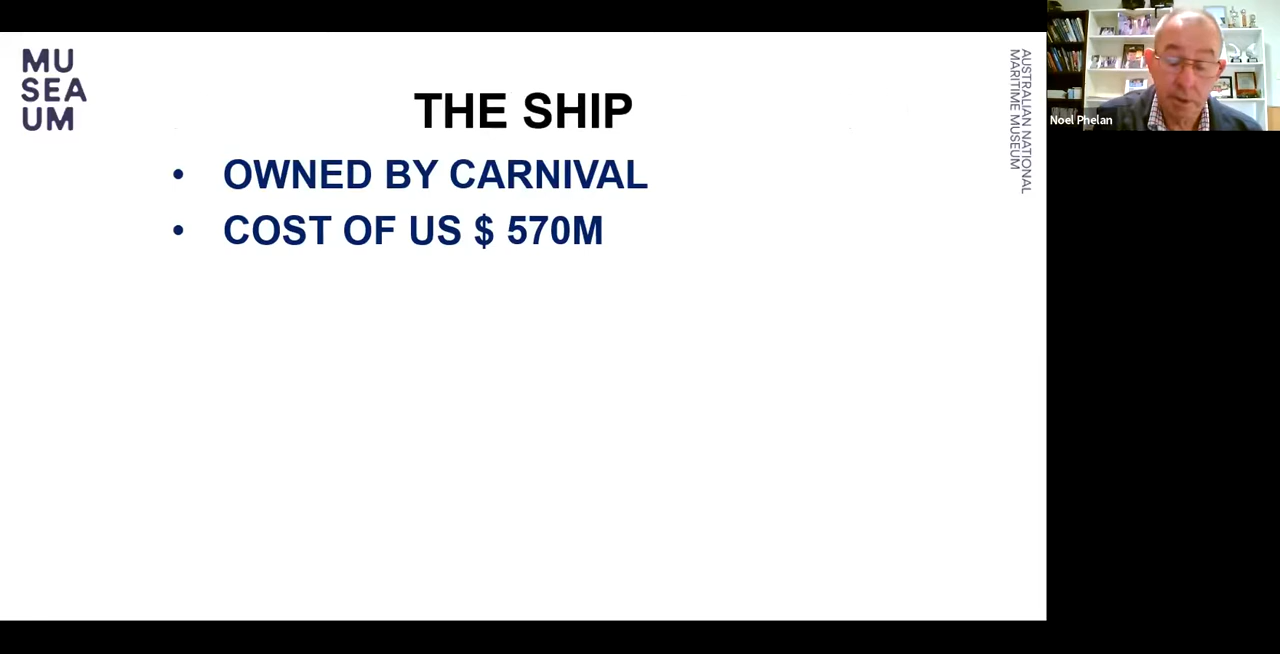 MU
SEA
UM
THE SHIP
• OWNED BY CARNIVAL
• COST OF US $ 570M
AUSTRALIAN NATIONAL
MARITIME MUSEUM
Noel Phelan